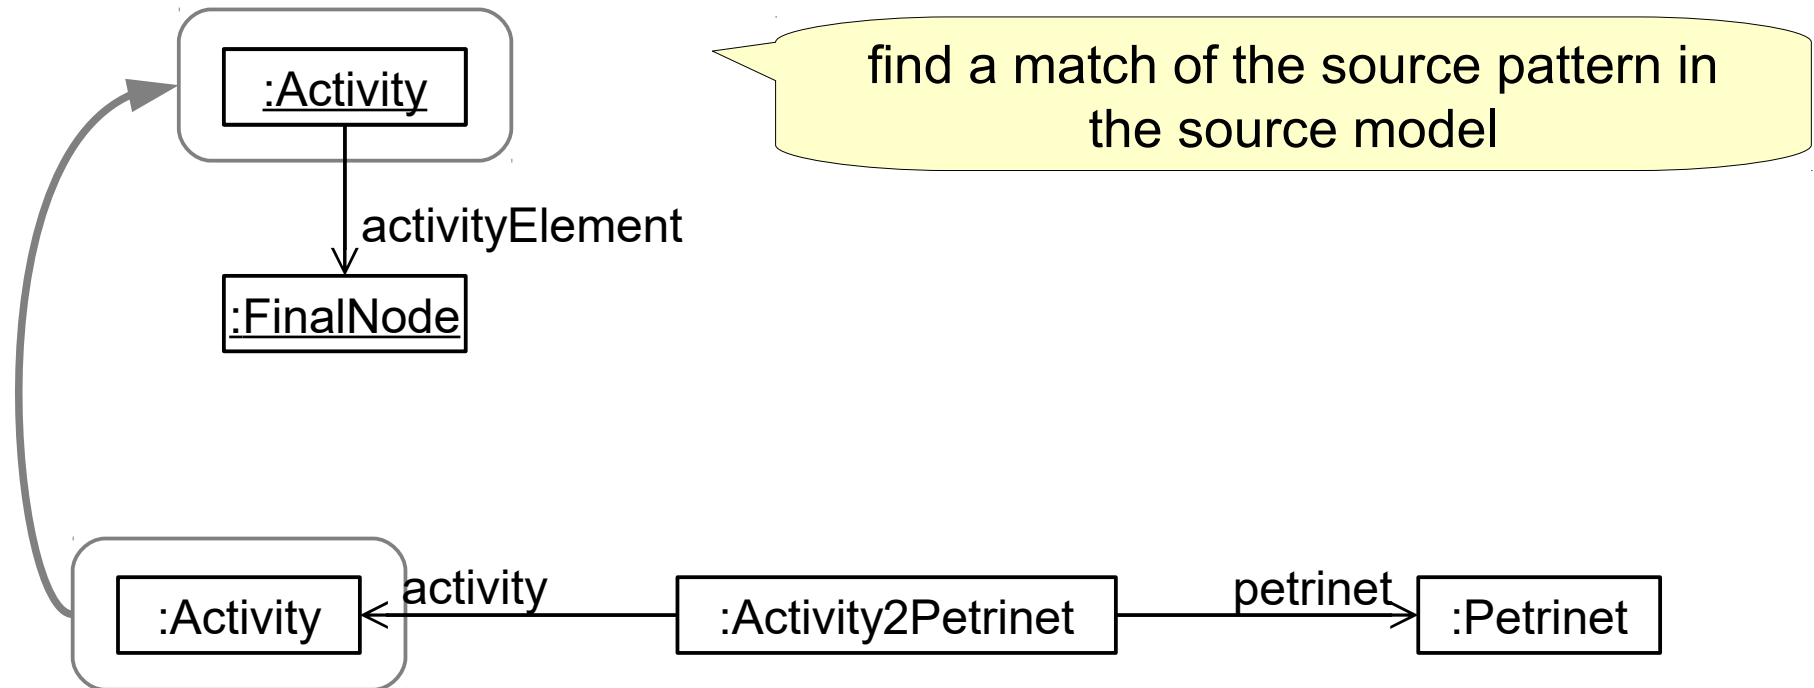 :Activity
find a match of the source pattern in
the source model
activityElement
:FinalNode
:Activity
activity
:Activity2Petrinet
petrinet
:Petrinet